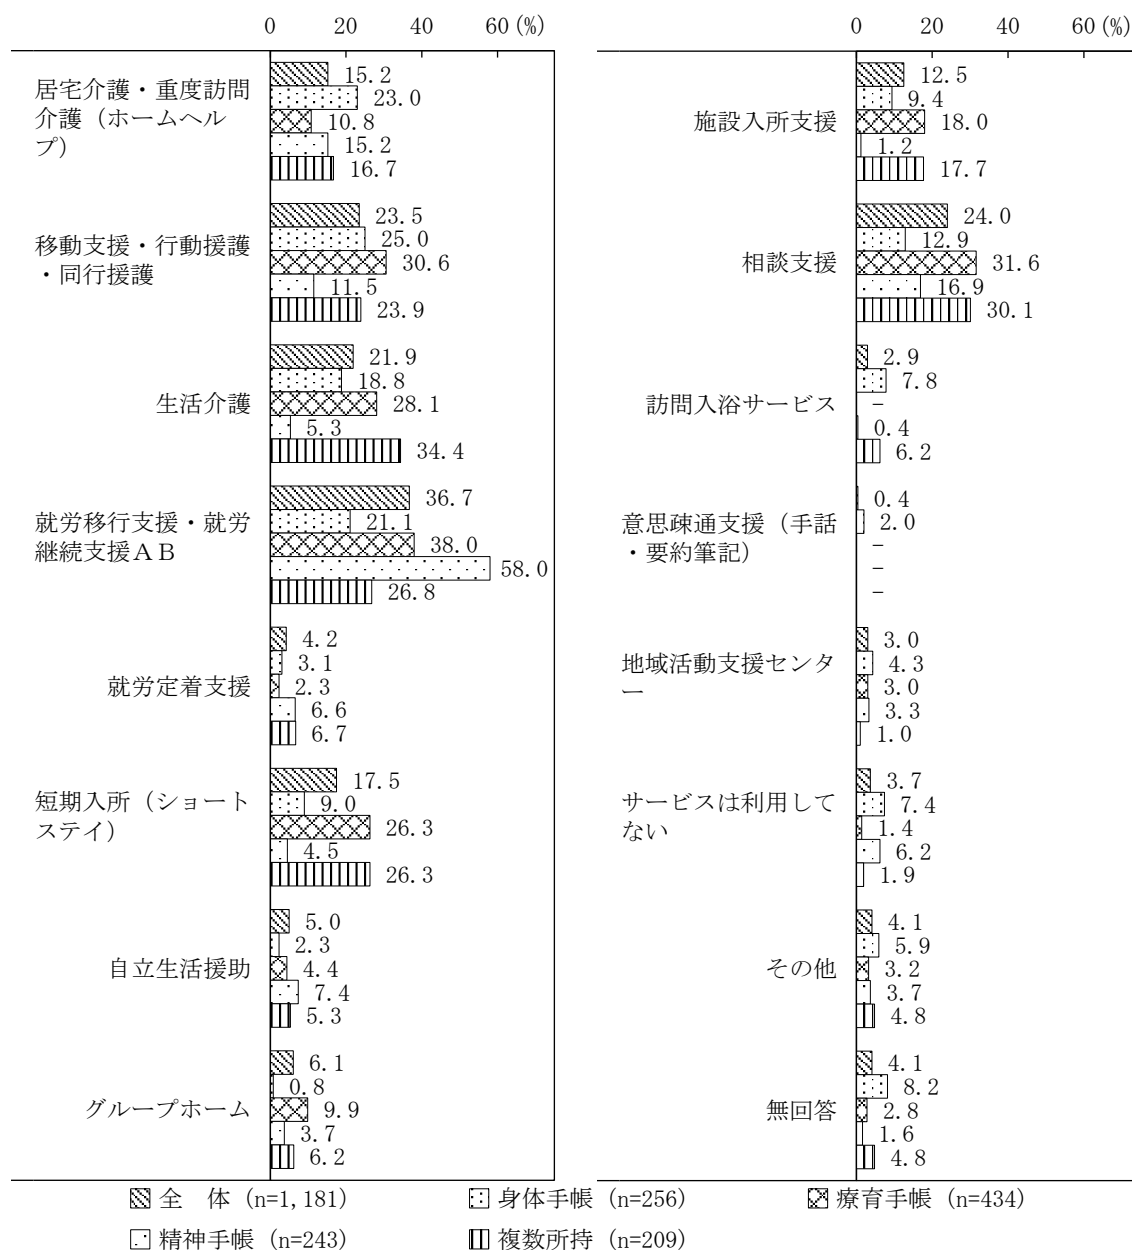 0 20 40 60 (%)
居宅介護・重度訪問
介護（ホームヘル
プ）
15.2
23.0
10.8
15.2
16.7
移動支援・行動援護
・同行援護
23.5
25.0
30.6
11.5
23.9
生活介護
21.9
18.8
28.1
5.3
34.4
就労移行支援・就労
継続支援ＡＢ
36.7
21.1
38.0
58.0
26.8
就労定着支援
4.2
3.1
2.3
6.6
6.7
短期入所（ショート
ステイ）
17.5
9.0
26.3
4.5
26.3
自立生活援助
5.0
2.3
4.4
7.4
5.3
グループホーム
6.1
0.8
9.9
3.7
6.2
0 20 40 60 (%)
施設入所支援
12.5
9.4
18.0
1.2
17.7
相談支援
24.0
12.9
31.6
16.9
30.1
訪問入浴サービス
2.9
7.8
－
0.4
6.2
意思疎通支援（手話
・要約筆記）
0.4
2.0
－
－
－
地域活動支援センタ
ー
3.0
4.3
3.0
3.3
1.0
サービスは利用して
ない
3.7
7.4
1.4
6.2
1.9
その他
4.1
5.9
3.2
3.7
4.8
無回答
4.1
8.2
2.8
1.6
4.8
全　体 (n=1,181) 身体手帳 (n=256) 療育手帳 (n=434)
精神手帳 (n=243) 複数所持 (n=209)